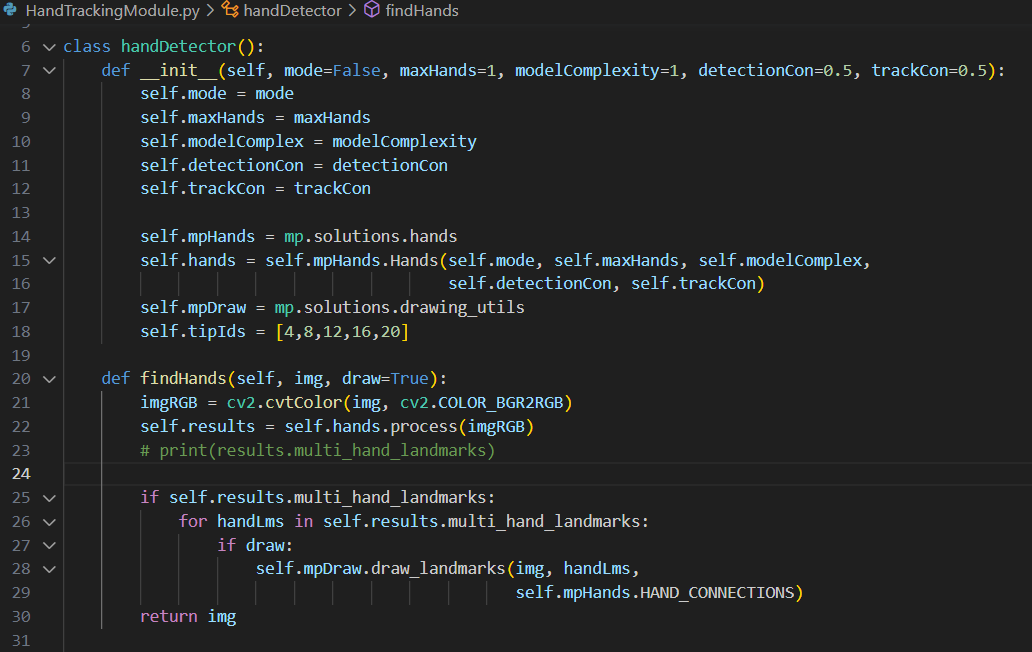 HandTrackingModule.py > handDetector > findHands
6 class handDetector():
7 def __init__(self, mode=False, maxHands=1, modelComplexity=1, detectionCon=0.5, trackCon=0.5):
8 self.mode = mode
9 self.maxHands = maxHands
10 self.modelComplex = modelComplexity
11 self.detectionCon = detectionCon
12 self.trackCon = trackCon
13
14 self.mpHands = mp.solutions.hands
15 self.hands = self.mpHands.Hands(self.mode, self.maxHands, self.modelComplex,
16 self.detectionCon, self.trackCon)
17 self.mpDraw = mp.solutions.drawing_utils
18 self.tipIds = [4,8,12,16,20]
19
20 def findHands(self, img, draw=True):
21 imgRGB = cv2.cvtColor(img, cv2.COLOR_BGR2RGB)
22 self.results = self.hands.process(imgRGB)
23 # print(results.multi_hand_landmarks)
24
25 if self.results.multi_hand_landmarks:
26 for handLms in self.results.multi_hand_landmarks:
27 if draw:
28 self.mpDraw.draw_landmarks(img, handLms,
29 self.mpHands.HAND_CONNECTIONS)
30 return img
31